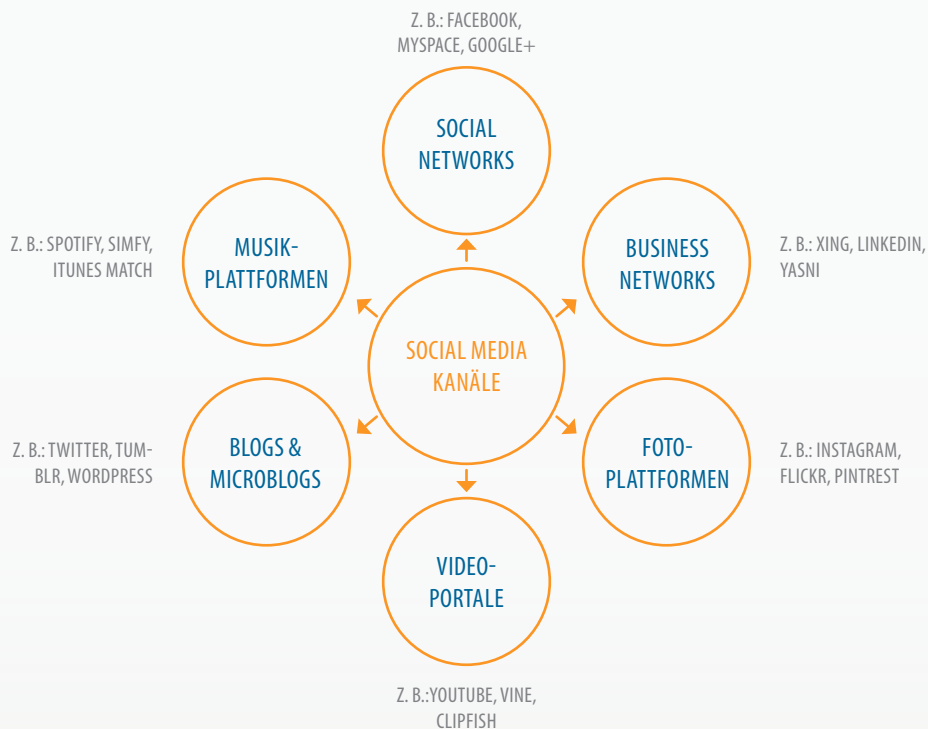 Z. B.: FACEBOOK,
MYSPACE, GOOGLE+
SOCIAL
NETWORKS
Z. B.: SPOTIFY, SIMFY,
ITUNES MATCH
MUSIK-
PLATTFORMEN
BUSINESS
NETWORKS
Z. B.: XING, LINKEDIN,
YASNI
SOCIAL MEDIA
KANÄLE
Z. B.: TWITTER, TUM-
BLR, WORDPRESS
BLOGS &
MICROBLOGS
FOTO-
PLATTFORMEN
Z. B.: INSTAGRAM,
FLICKR, PINTREST
VIDEO-
PORTALE
Z. B.:YOUTUBE, VINE,
CLIPFISH